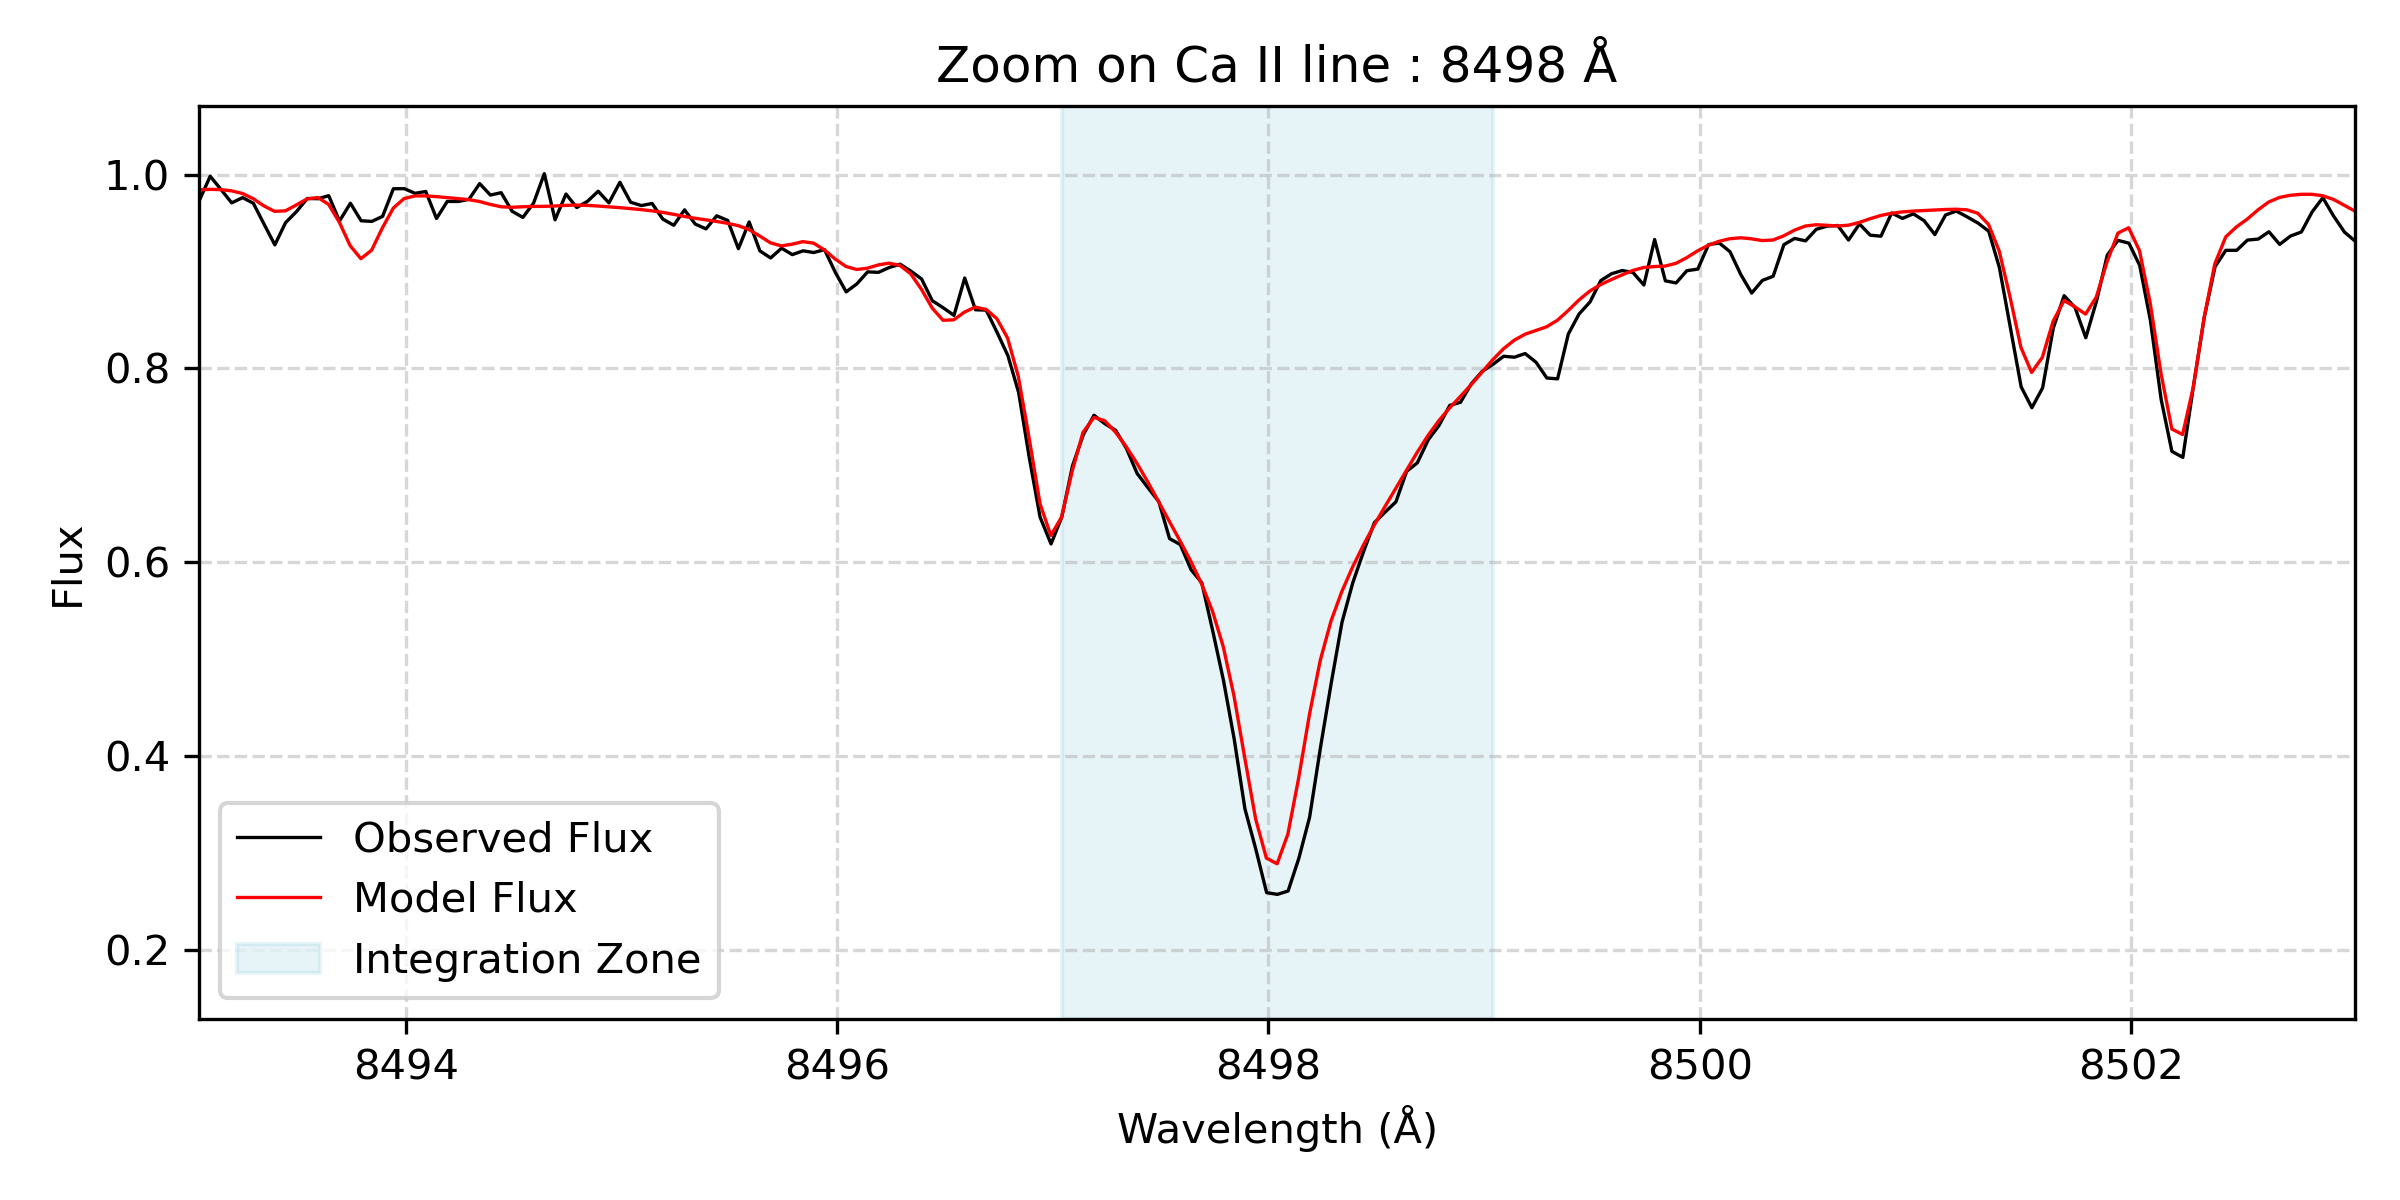 Zoom on Ca II line : 8498 Å
1.0
0.8
0.6
0.4
0.2
Flux
Observed Flux
Model Flux
Integration Zone
8494 8496 8498 8500 8502
Wavelength (Å)